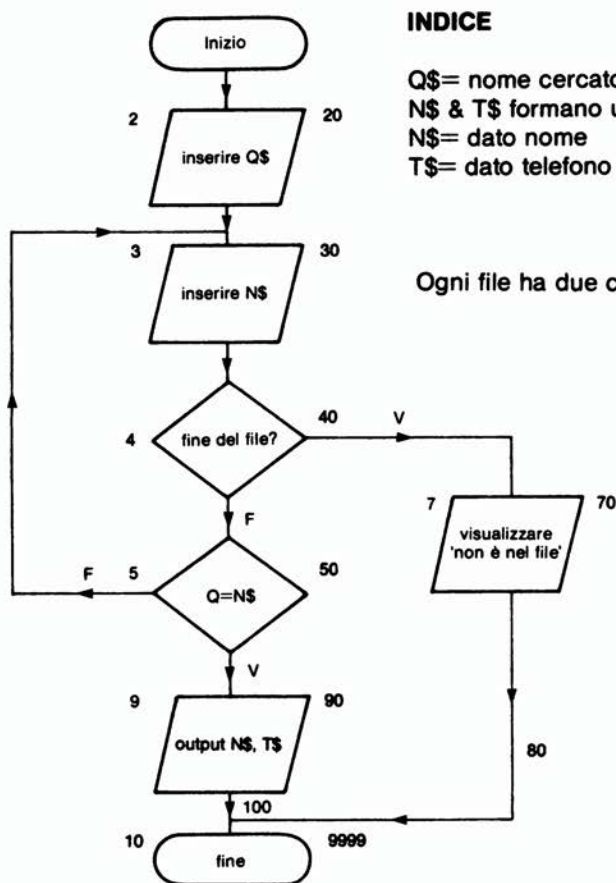 INDICE
Inizio
Q$= nome cercato
N$ & T$ formano
N$= dato nome
T$= dato telefono
2
20
inserire Q$
3
30
inserire N$
Ogni file ha due
4
fine del file?
40
V
F
7
70
visualizzare
'non è nel file'
F
5
Q=N$
50
V
9
90
output N$, T$
80
100
10
9999
fine